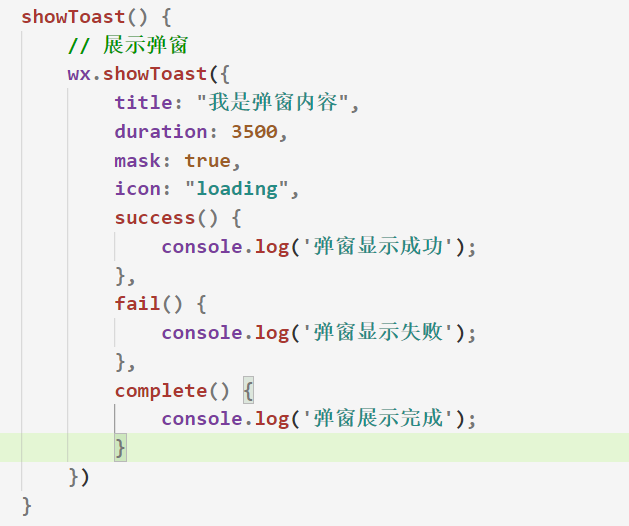 showToast() {
// 展示弹窗
wx.showToast({
title: "我是弹窗内容",
duration: 3500,
mask: true,
icon: "loading",
success() {
console.log('弹窗显示成功');
},
fail() {
console.log('弹窗显示失败');
},
complete() {
console.log('弹窗展示完成');
}
})
}